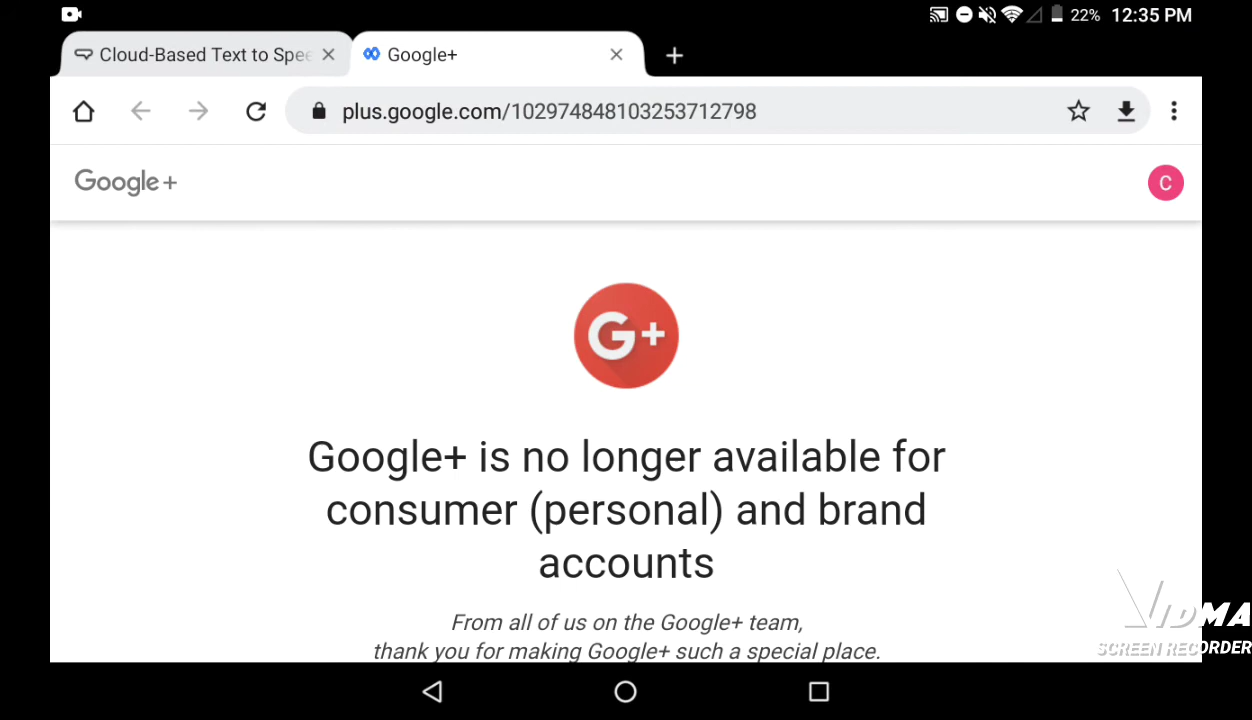 22% 12:35 PM
Cloud-Based Text to Spee
Google+
plus.google.com/102974848103253712798
Google+
C
G+
Google+ is no longer available for
consumer (personal) and brand
accounts
From all of us on the Google+ team,
thank you for making Google+ such a special place.
VIDMA
SCREEN RECORDER